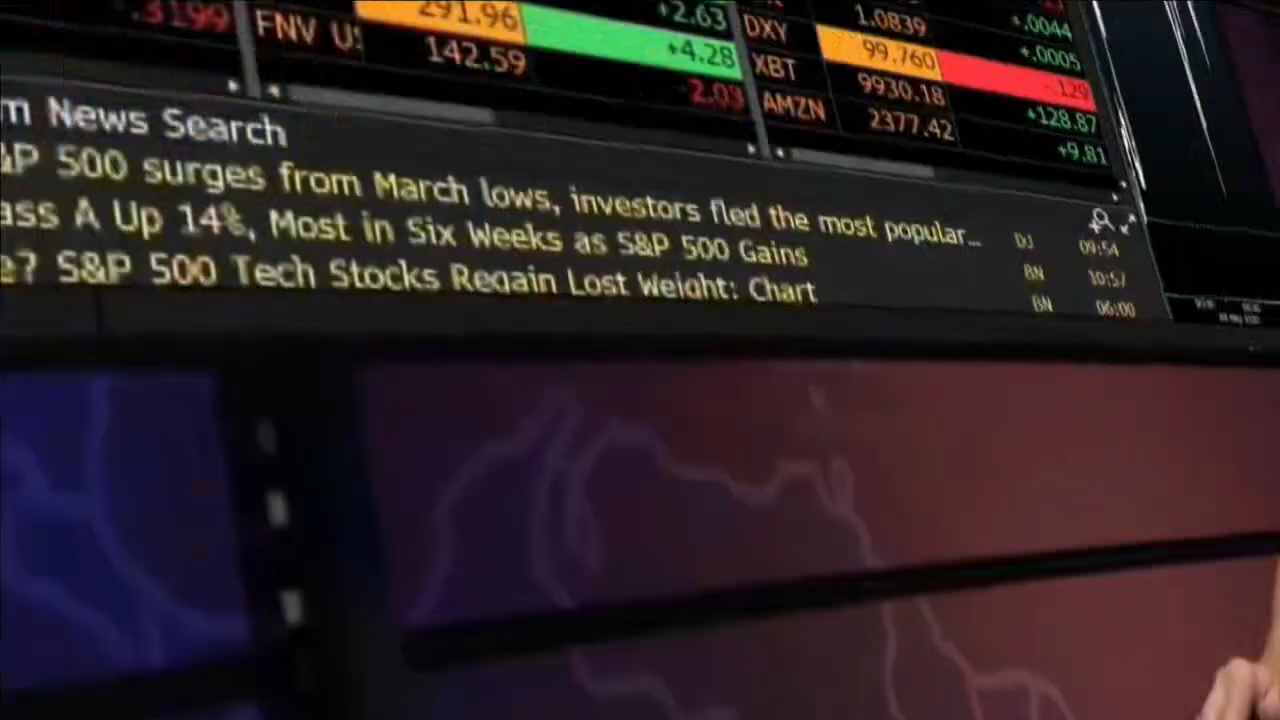 .3199
FNV U
291.96 +2.63
142.59 +4.28
-2.03
DXY 1.0839 +.0044
XBT 99.760 +.0005
AMZN 9930.18 -.129
2377.42 +128.87
+9.81
m News Search
&P 500 surges from March lows, investors fled the most popular... DJ 09:54
ass A Up 14%, Most in Six Weeks as S&P 500 Gains BN 10:57
e? S&P 500 Tech Stocks Regain Lost Weight: Chart BN 06:00